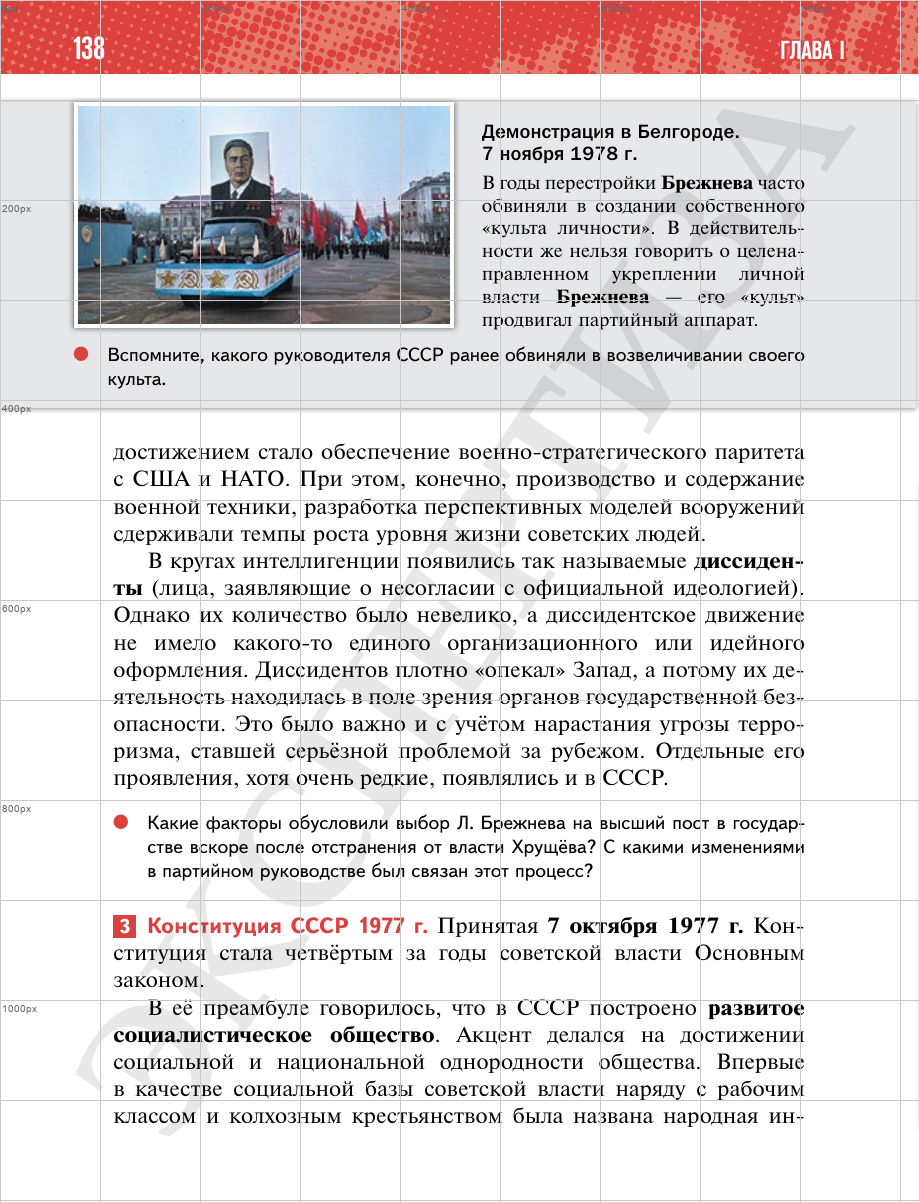 138
ГЛАВА I
Демонстрация в Белгороде.
7 ноября 1978 г.
В годы перестройки Брежнева часто
обвиняли в создании собственного
«культа личности». В действитель-
ности же нельзя говорить о целена-
правленном укреплении личной
власти Брежнева — его «культ»
продвигал партийный аппарат.
Вспомните, какого руководителя СССР ранее обвиняли в возвеличивании своего
культа.
достижением стало обеспечение военно-стратегического паритета
с США и НАТО. При этом, конечно, производство и содержание
военной техники, разработка перспективных моделей вооружений
сдерживали темпы роста уровня жизни советских людей.
В кругах интеллигенции появились так называемые диссиден-
ты (лица, заявляющие о несогласии с официальной идеологией).
Однако их количество было невелико, а диссидентское движение
не имело какого-то единого организационного или идейного
оформления. Диссидентов плотно «опекал» Запад, а потому их де-
ятельность находилась в поле зрения органов государственной без-
опасности. Это было важно и с учётом нарастания угрозы терро-
ризма, ставшей серьёзной проблемой за рубежом. Отдельные его
проявления, хотя очень редкие, появлялись и в СССР.
Какие факторы обусловили выбор Л. Брежнева на высший пост в государ-
стве вскоре после отстранения от власти Хрущёва? С какими изменениями
в партийном руководстве был связан этот процесс?
3 Конституция СССР 1977 г. Принятая 7 октября 1977 г. Кон-
ституция стала четвёртым за годы советской власти Основным
законом.
В её преамбуле говорилось, что в СССР построено развитое
социалистическое общество. Акцент делался на достижении
социальной и национальной однородности общества. Впервые
в качестве социальной базы советской власти наряду с рабочим
классом и колхозным крестьянством была названа народная ин-
ЭКСПЕРТИЗА
200px
400px
600px
800px
1000px